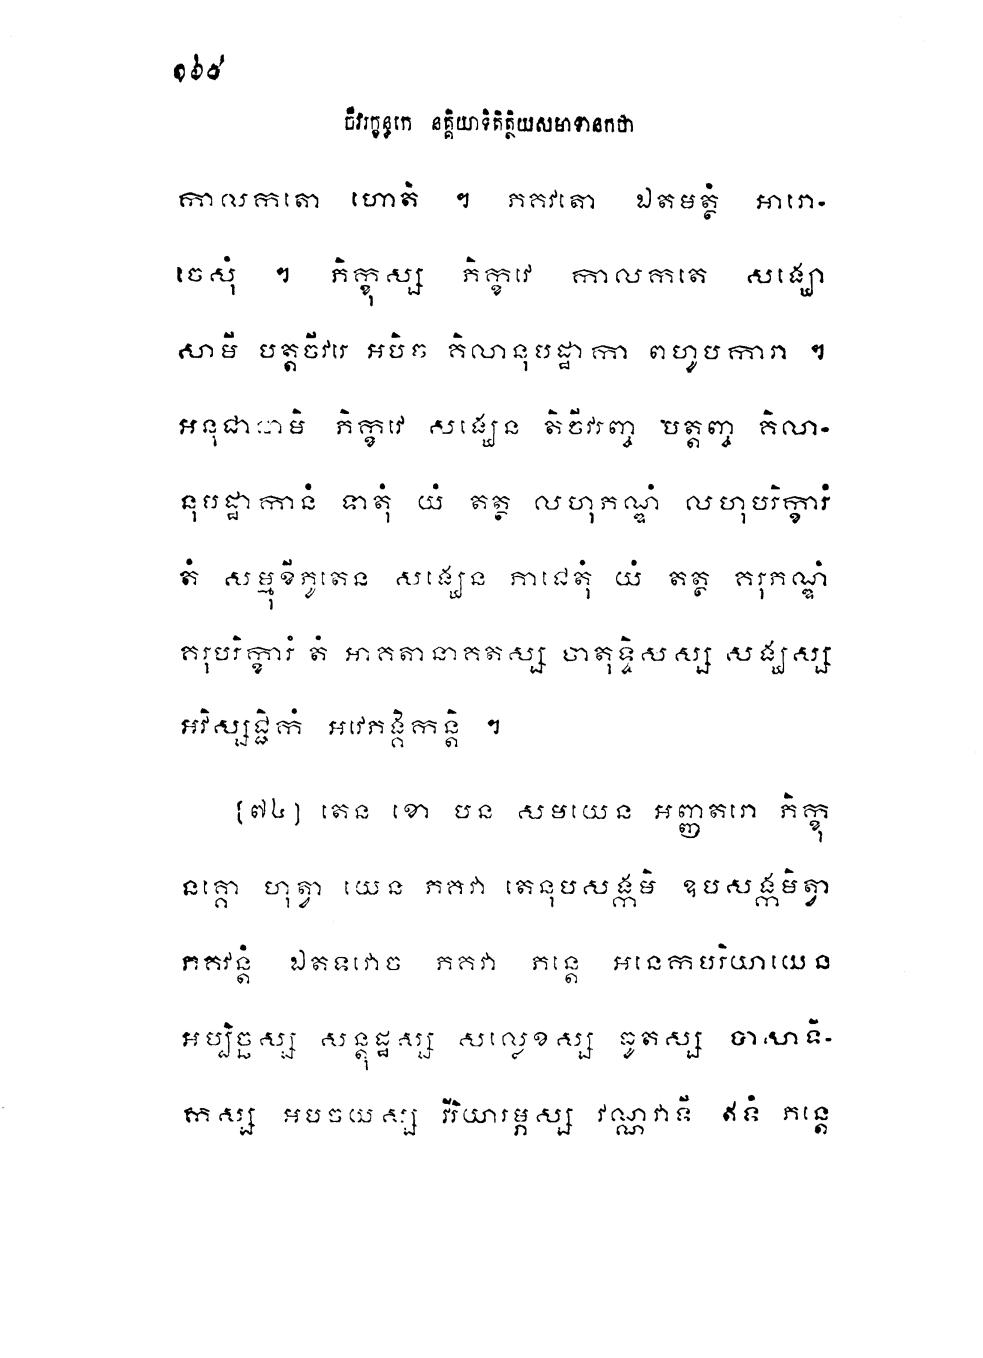 ១៦៩
ចីវរក្ខន្ធកេ នគ្គិយាទិតិត្ថិយសមាទានកថា
កាលកតោ ហោតិ ។ ភគវតោ ឯតមត្ថំ អារោ-
ចេសុំ ។ ភិក្ខុស្ស ភិក្ខវេ កាលកតេ សង្ឃោ
សាមី បត្តចីវរេ អបិច គិលានុបដ្ឋាកា ពហូបការា ។
អនុជានាមិ ភិក្ខវេ សង្ឃេន តិចីវរញ្ច បត្តញ្ច គិលា-
នុបដ្ឋាកានំ ទាតុំ យំ តត្ថ លហុភណ្ឌំ លហុបរិក្ខារំ
តំ សម្មុខីភូតេន សង្ឃេន ភាជេតុំ យំ តត្ថ គរុភណ្ឌំ
គរុបរិក្ខារំ តំ អាគតានាគតស្ស ចាតុទ្ទិសស្ស សង្ឃស្ស
អវិស្សជ្ជិកំ អវេភង្គិកន្តិ ។
[៧៤] តេន ខោ បន សមយេន អញ្ញតរោ ភិក្ខុ
នគ្គោ ហុត្វា យេន ភគវា តេនុបសង្កមិ ឧបសង្កមិត្វា
ភគវន្តំ ឯតទវោច ភគវា ភន្តេ អនេកបរិយាយេន
អប្បិច្ឆស្ស សន្តុដ្ឋស្ស សល្លេខស្ស ធូតស្ស បាសាទិ-
កស្ស អបចយស្ស វីរិយារម្ភស្ស វណ្ណវាទី ឥទំ ភន្តេ